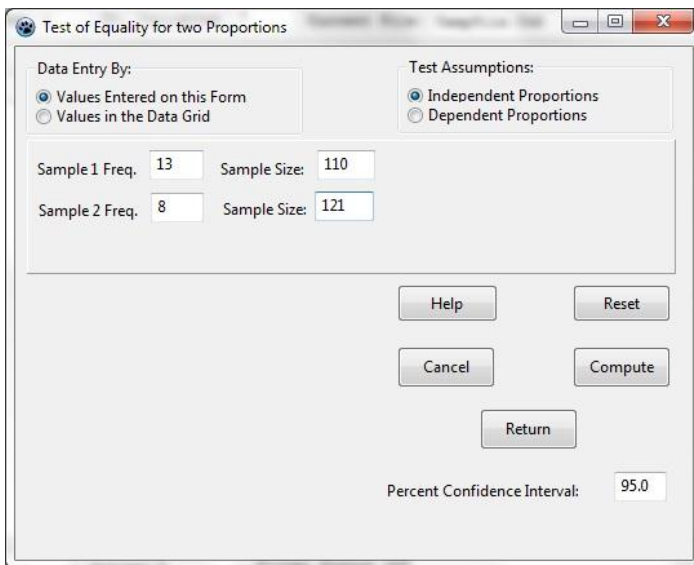 Test of Equality for two Proportions
Data Entry By:
Values Entered on this Form
Values in the Data Grid
Test Assumptions:
Independent Proportions
Dependent Proportions
Sample 1 Freq. 13 Sample Size: 110
Sample 2 Freq. 8 Sample Size: 121
Help Reset
Cancel Compute
Return
Percent Confidence Interval: 95.0